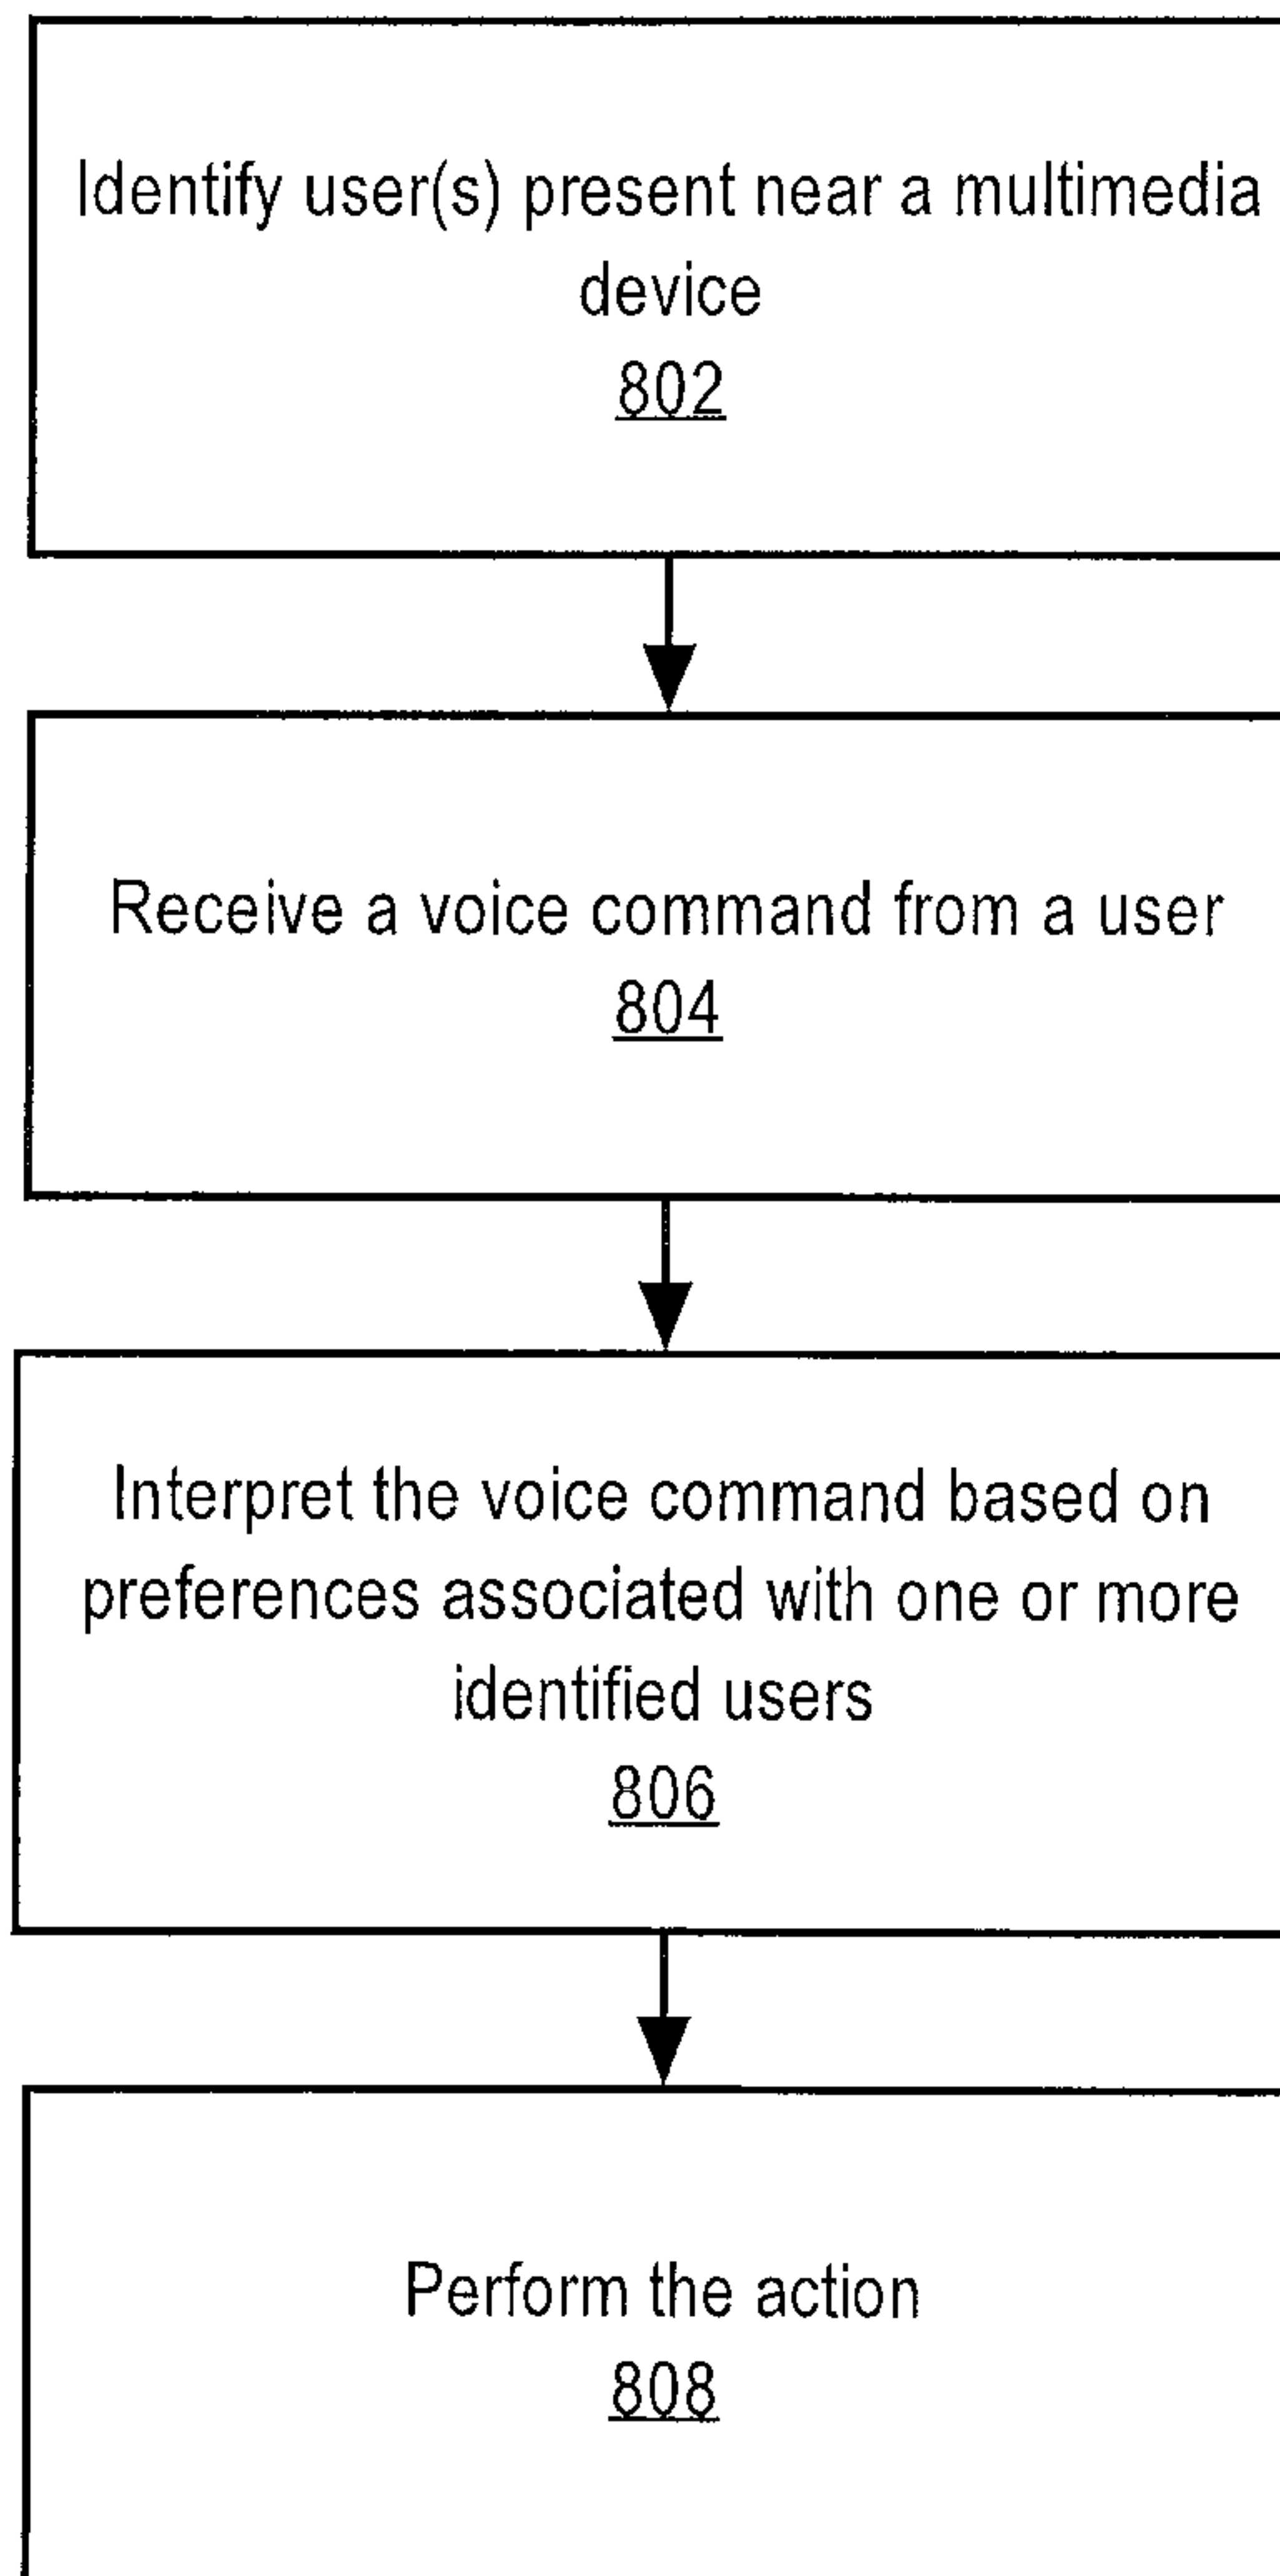 Identify user(s) present near a multimedia
device
802
Receive a voice command from a user
804
Interpret the voice command based on
preferences associated with one or more
identified users
806
Perform the action
808